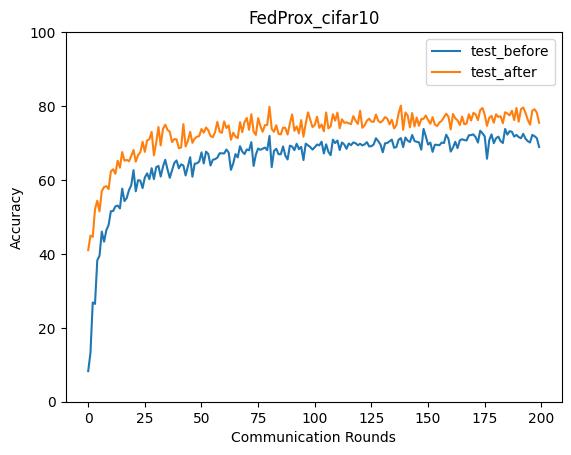 FedProx_cifar10
test_before
test_after
Accuracy
100
80
60
40
20
0
0 25 50 75 100 125 150 175 200
Communication Rounds